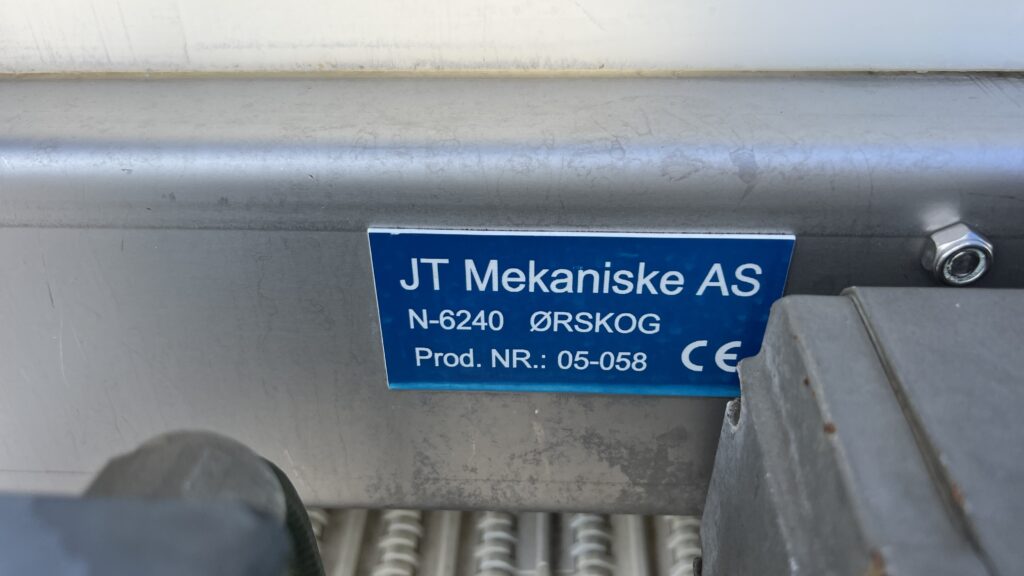 JT Mekaniske AS
N-6240 ØRSKOG
Prod. NR.: 05-058 CE